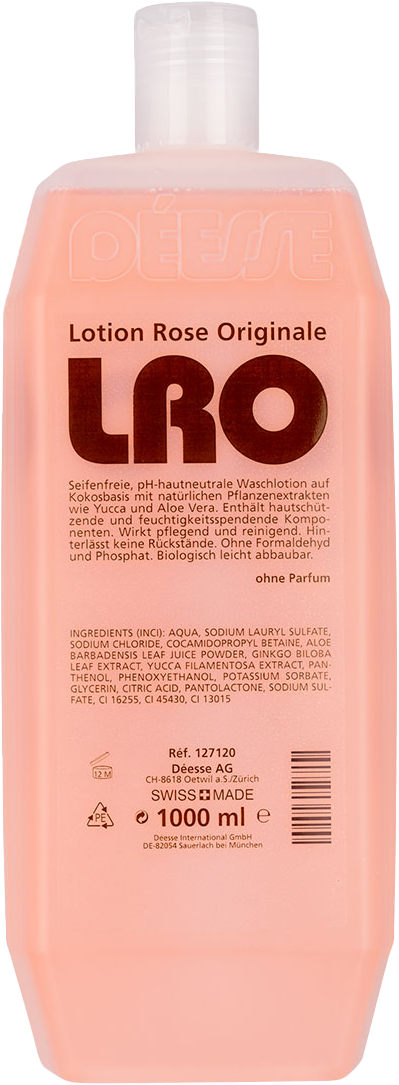 DÉESSE
Lotion Rose Originale
LRO
Seifenfreie, pH-hautneutrale Waschlotion auf
Kokosbasis mit natürlichen Pflanzenextrakten
wie Yucca und Aloe Vera. Enthält hautschüt-
zende und feuchtigkeitsspendende Kompo-
nenten. Wirkt pflegend und reinigend. Hin-
terlässt keine Rückstände. Ohne Formaldehyd
und Phosphat. Biologisch leicht abbaubar.
ohne Parfum
INGREDIENTS (INCI): AQUA, SODIUM LAURYL SULFATE,
SODIUM CHLORIDE, COCAMIDOPROPYL BETAINE, ALOE
BARBADENSIS LEAF JUICE POWDER, GINKGO BILOBA
LEAF EXTRACT, YUCCA FILAMENTOSA EXTRACT, PAN-
THENOL, PHENOXYETHANOL, POTASSIUM SORBATE,
GLYCERIN, CITRIC ACID, PANTOLACTONE, SODIUM SUL-
FATE, CI 16255, CI 45430, CI 13015
Réf. 127120
Déesse AG
CH-8618 Oetwil a.S./Zürich
12 M
SWISS MADE
PE
1000 ml ℮
Déesse International GmbH
DE-82054 Sauerlach bei München